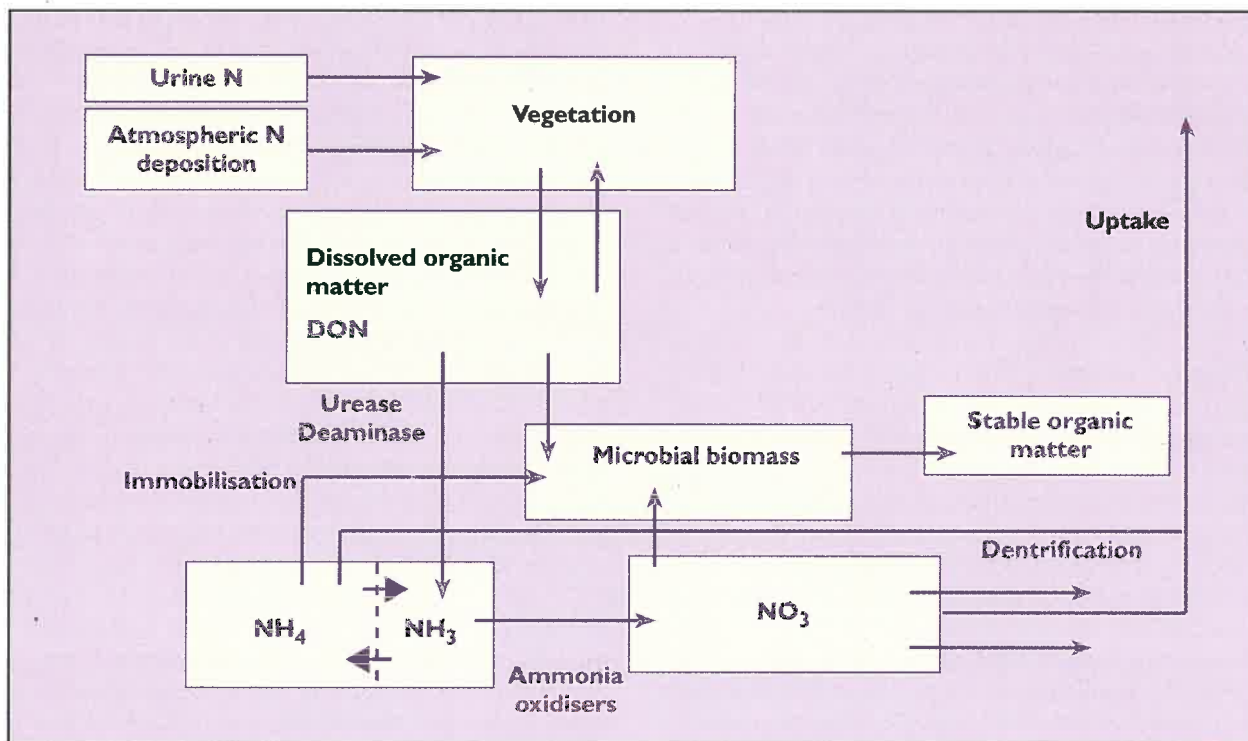 Urine N
Atmospheric N
deposition
Vegetation
Uptake
Dissolved organic
matter
DON
Urease
Deaminase
Immobilisation
Microbial biomass
Stable organic
matter
Dentrification
NH₄
NH₃
NO₃
Ammonia
oxidisers